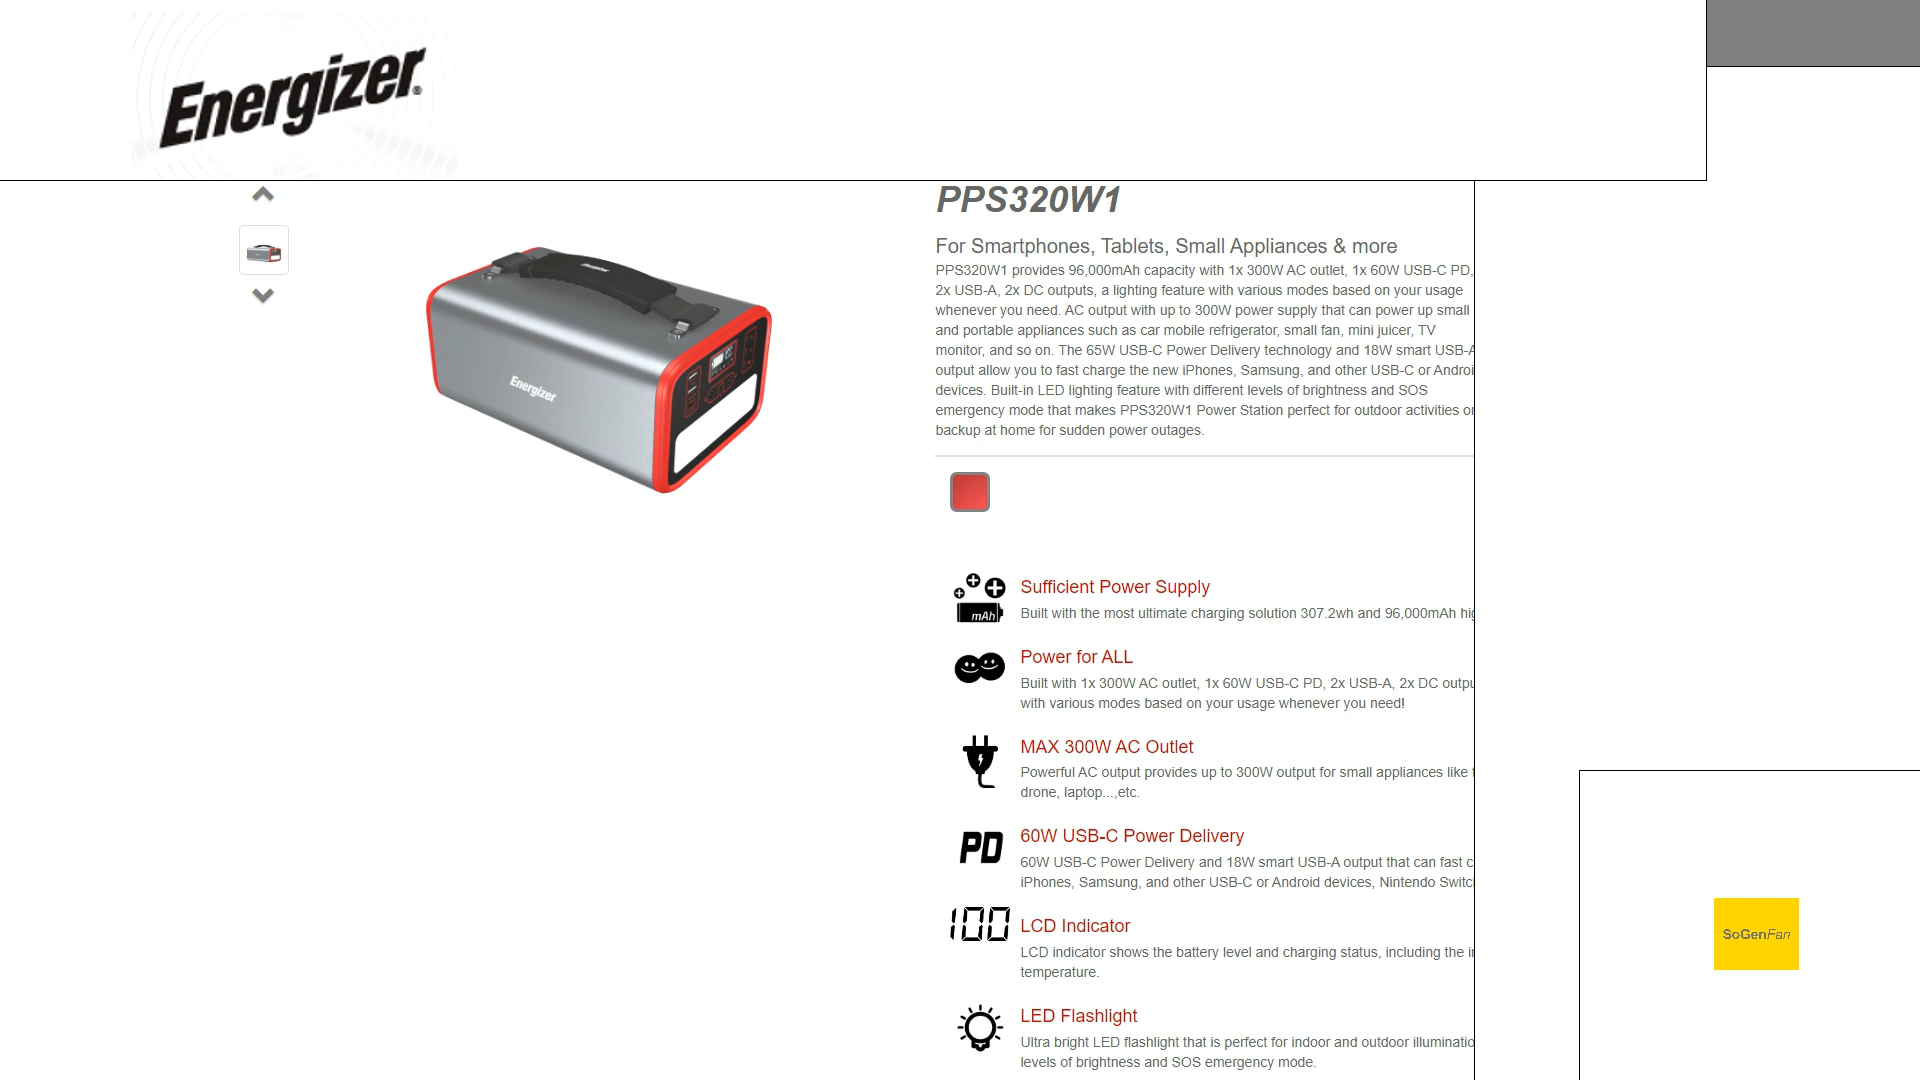 Energizer
PPS320W1
For Smartphones, Tablets, Small Appliances & more
PPS320W1 provides 96,000mAh capacity with 1x 300W AC outlet, 1x 60W USB-C PD,
2x USB-A, 2x DC outputs, a lighting feature with various modes based on your usage
whenever you need. AC output with up to 300W power supply that can power up small
and portable appliances such as car mobile refrigerator, small fan, mini juicer, TV
monitor, and so on. The 65W USB-C Power Delivery technology and 18W smart USB-A
output allow you to fast charge the new iPhones, Samsung, and other USB-C or Androi
devices. Built-in LED lighting feature with different levels of brightness and SOS
emergency mode that makes PPS320W1 Power Station perfect for outdoor activities or
backup at home for sudden power outages.
Energizer
Energizer
mAh
Sufficient Power Supply
Built with the most ultimate charging solution 307.2wh and 96,000mAh hig
Power for ALL
Built with 1x 300W AC outlet, 1x 60W USB-C PD, 2x USB-A, 2x DC outpu
with various modes based on your usage whenever you need!
MAX 300W AC Outlet
Powerful AC output provides up to 300W output for small appliances like
drone, laptop...,etc.
PD
60W USB-C Power Delivery
60W USB-C Power Delivery and 18W smart USB-A output that can fast c
iPhones, Samsung, and other USB-C or Android devices, Nintendo Switc
100
LCD Indicator
LCD indicator shows the battery level and charging status, including the i
temperature.
LED Flashlight
Ultra bright LED flashlight that is perfect for indoor and outdoor illuminatio
levels of brightness and SOS emergency mode.
SoGenFan